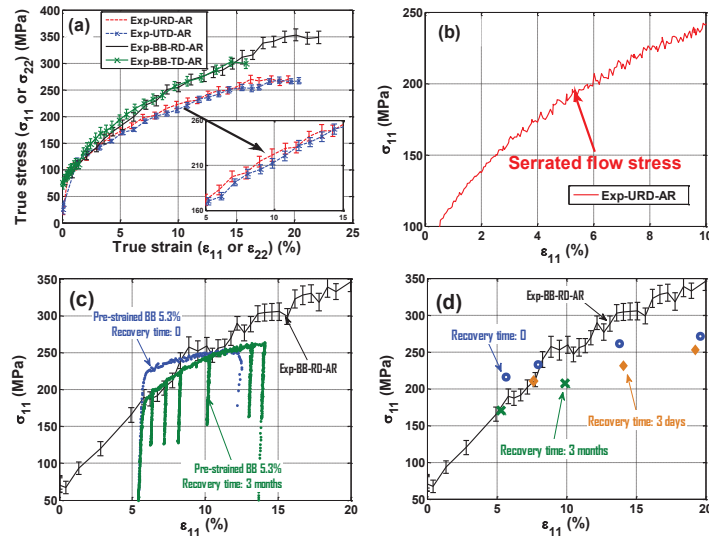 (a)
Exp-URD-AR
Exp-UTD-AR
Exp-BB-RD-AR
Exp-BB-TD-AR
True stress (σ11 or σ22) (MPa)
400
350
300
250
200
150
100
50
0
260
210
160
5
10
15
0
5
10
15
20
25
True strain (ε11 or ε22) (%)
(b)
σ11 (MPa)
250
200
150
100
Serrated flow stress
Exp-URD-AR
0
2
4
6
8
10
ε11 (%)
(c)
σ11 (MPa)
350
300
250
200
150
100
50
Pre-strained BB 5.3%
Recovery time: 0
Exp-BB-RD-AR
Pre-strained BB 5.3%
Recovery time: 3 months
0
5
10
15
20
ε11 (%)
(d)
σ11 (MPa)
350
300
250
200
150
100
50
Exp-BB-RD-AR
Recovery time: 0
Recovery time: 3 days
Recovery time: 3 months
0
5
10
15
20
ε11 (%)